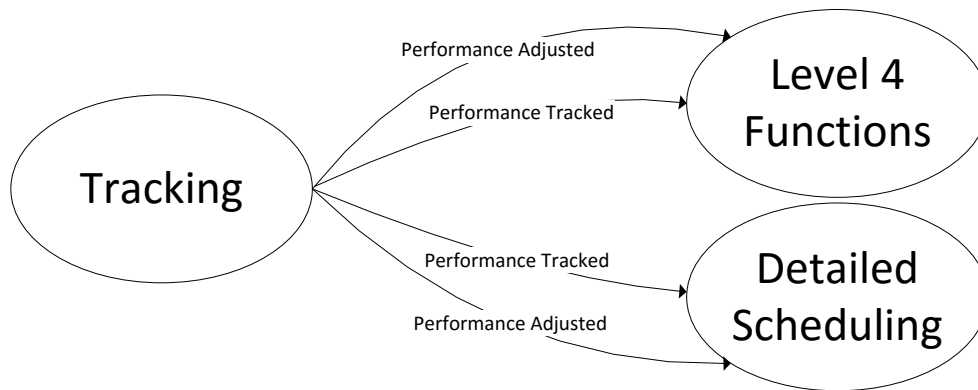 Performance Adjusted
Level 4
Functions
Performance Tracked
Tracking
Performance Tracked
Detailed
Scheduling
Performance Adjusted